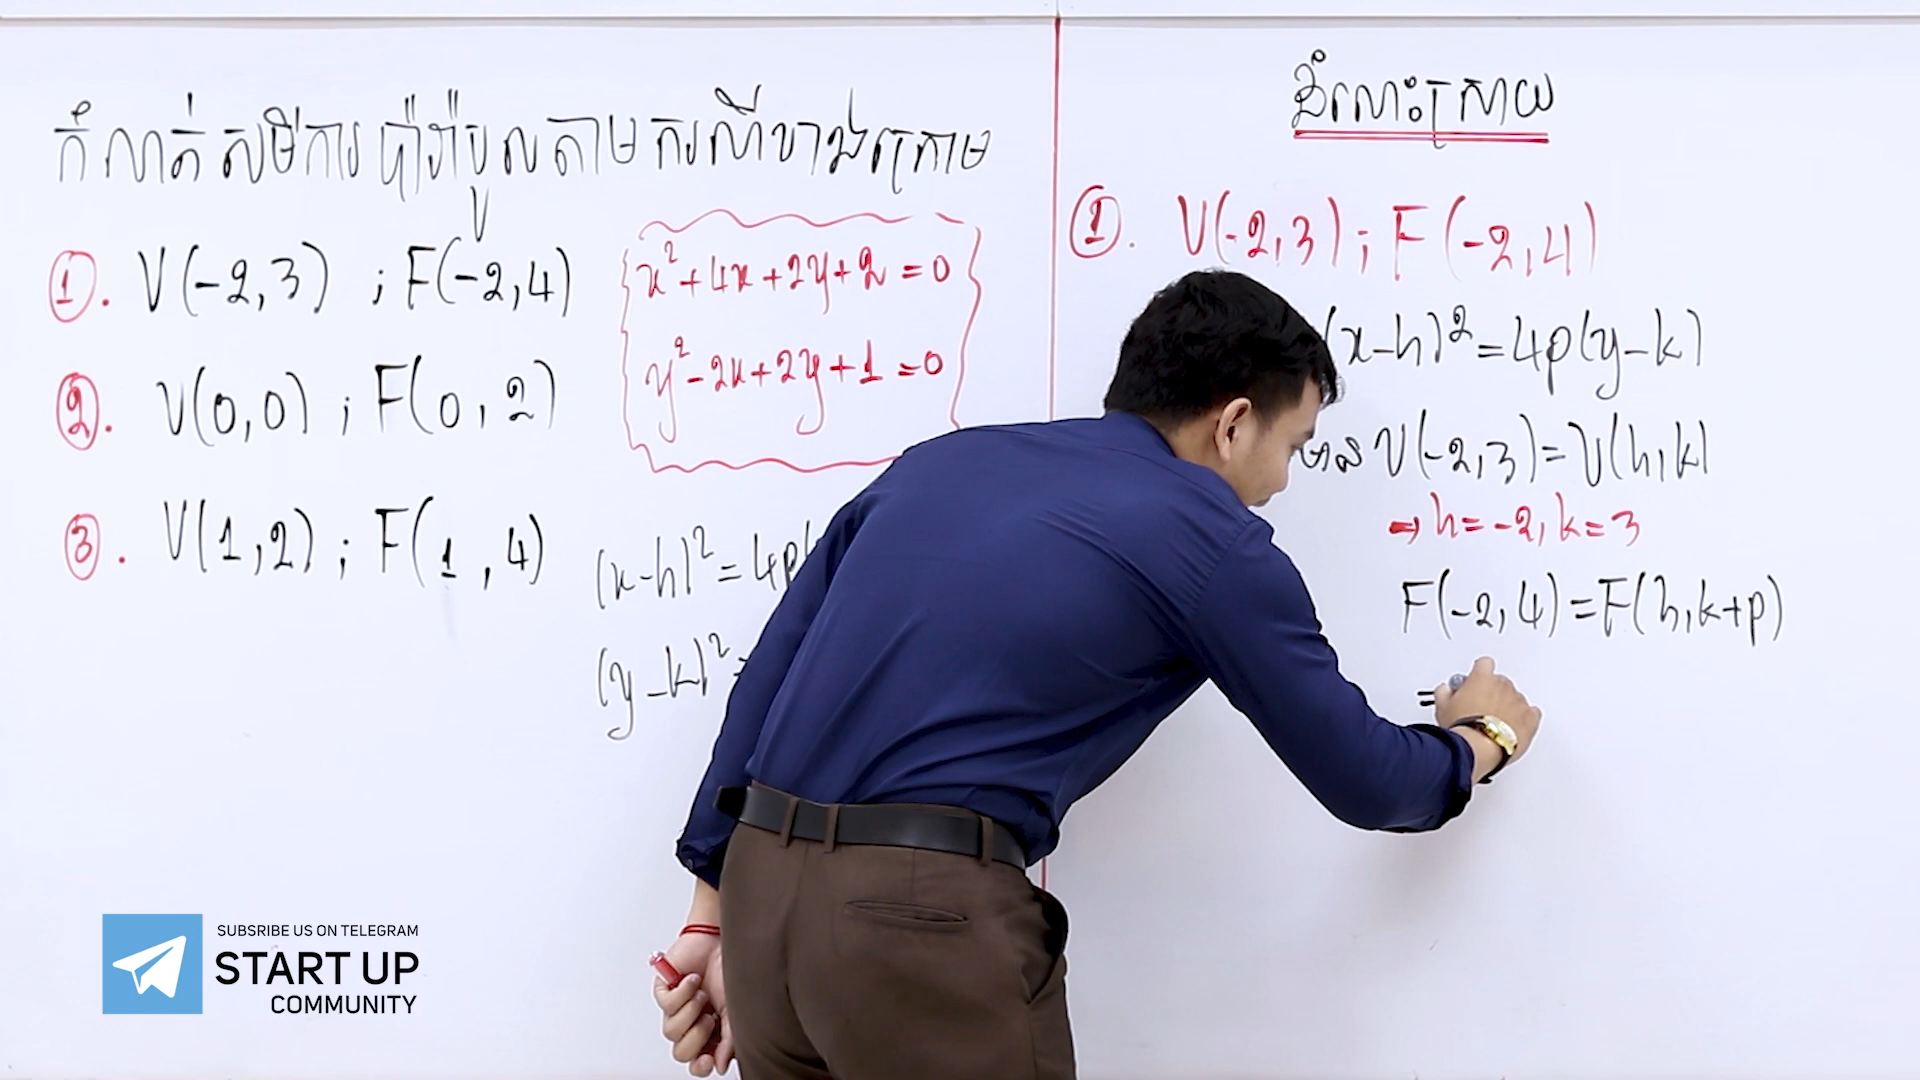 កំណត់សមីការប៉ារ៉ាបូលតាមករណីខាងក្រោម
①. V(-2,3) ; F(-2,4)
②. V(0,0) ; F(0,2)
③. V(1,2) ; F(1,4)
x²+4x+2y+2=0
y²-2x+2y+1=0
(x-h)²=4p(
(y-k)²=
ដំណោះស្រាយ
①. V(-2,3) ; F(-2,4)
(x-h)²=4p(y-k)
មាន V(-2,3)=V(h,k)
⇒h=-2,k=3
F(-2,4)=F(h,k+p)
=
SUBSRIBE US ON TELEGRAM
START UP
COMMUNITY